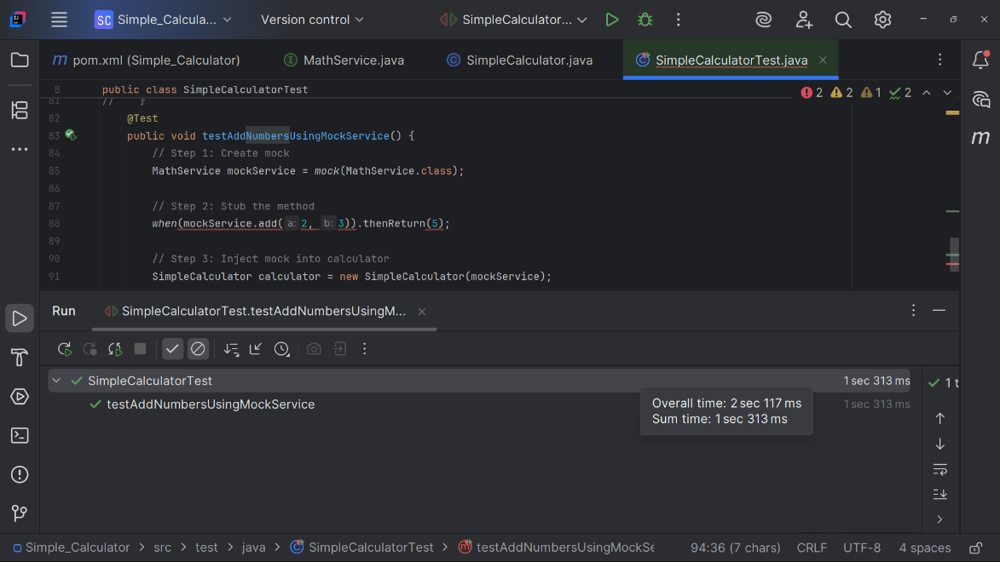 SC Simple_Calcula... Version control SimpleCalculator...
m pom.xml (Simple_Calculator) MathService.java SimpleCalculator.java SimpleCalculatorTest.java
8 public class SimpleCalculatorTest 2 2 1 2
81 // }
82 @Test
83 public void testAddNumbersUsingMockService() {
84 // Step 1: Create mock
85 MathService mockService = mock(MathService.class);
86
87 // Step 2: Stub the method
88 when(mockService.add( a: 2, b: 3)).thenReturn(5);
89
90 // Step 3: Inject mock into calculator
91 SimpleCalculator calculator = new SimpleCalculator(mockService);
Run SimpleCalculatorTest.testAddNumbersUsingM...
SimpleCalculatorTest 1 sec 313 ms 1 t
testAddNumbersUsingMockService 1 sec 313 ms
Overall time: 2 sec 117 ms
Sum time: 1 sec 313 ms
Simple_Calculator > src > test > java > SimpleCalculatorTest > testAddNumbersUsingMockSe 94:36 (7 chars) CRLF UTF-8 4 spaces